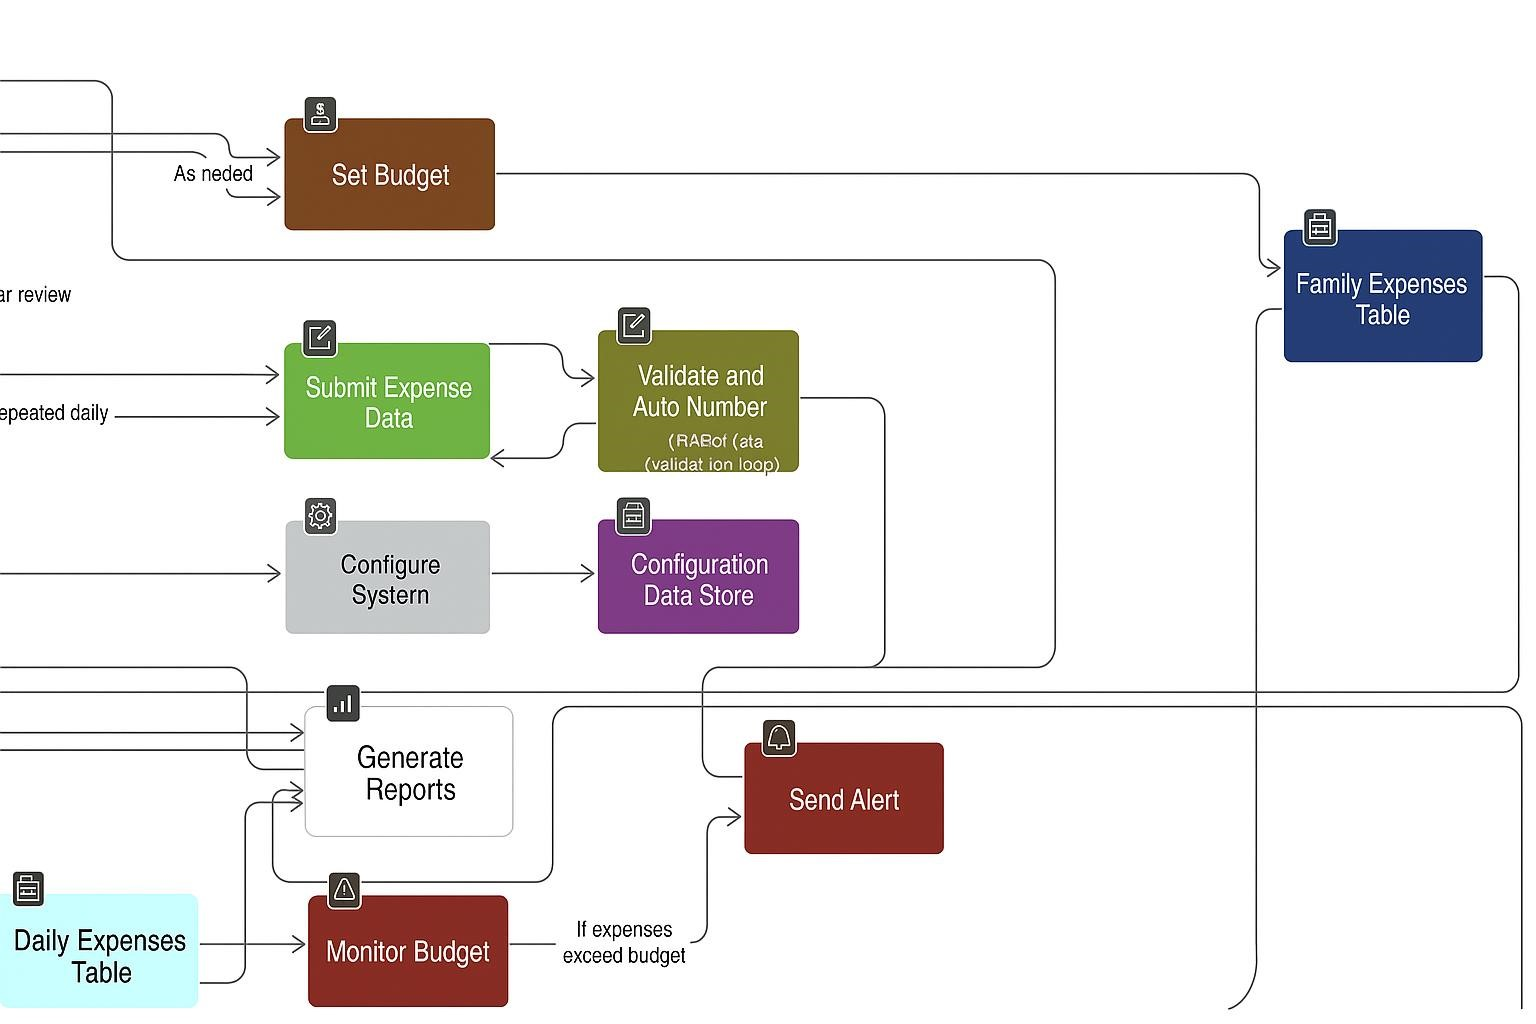 As neded
Set Budget
Family Expenses
Table
ar review
Submit Expense
Data
epeated daily
Validate and
Auto Number
(validat ion loop)
Configure
Systern
Configuration
Data Store
Generate
Reports
Send Alert
Daily Expenses
Table
Monitor Budget
If expenses
exceed budget